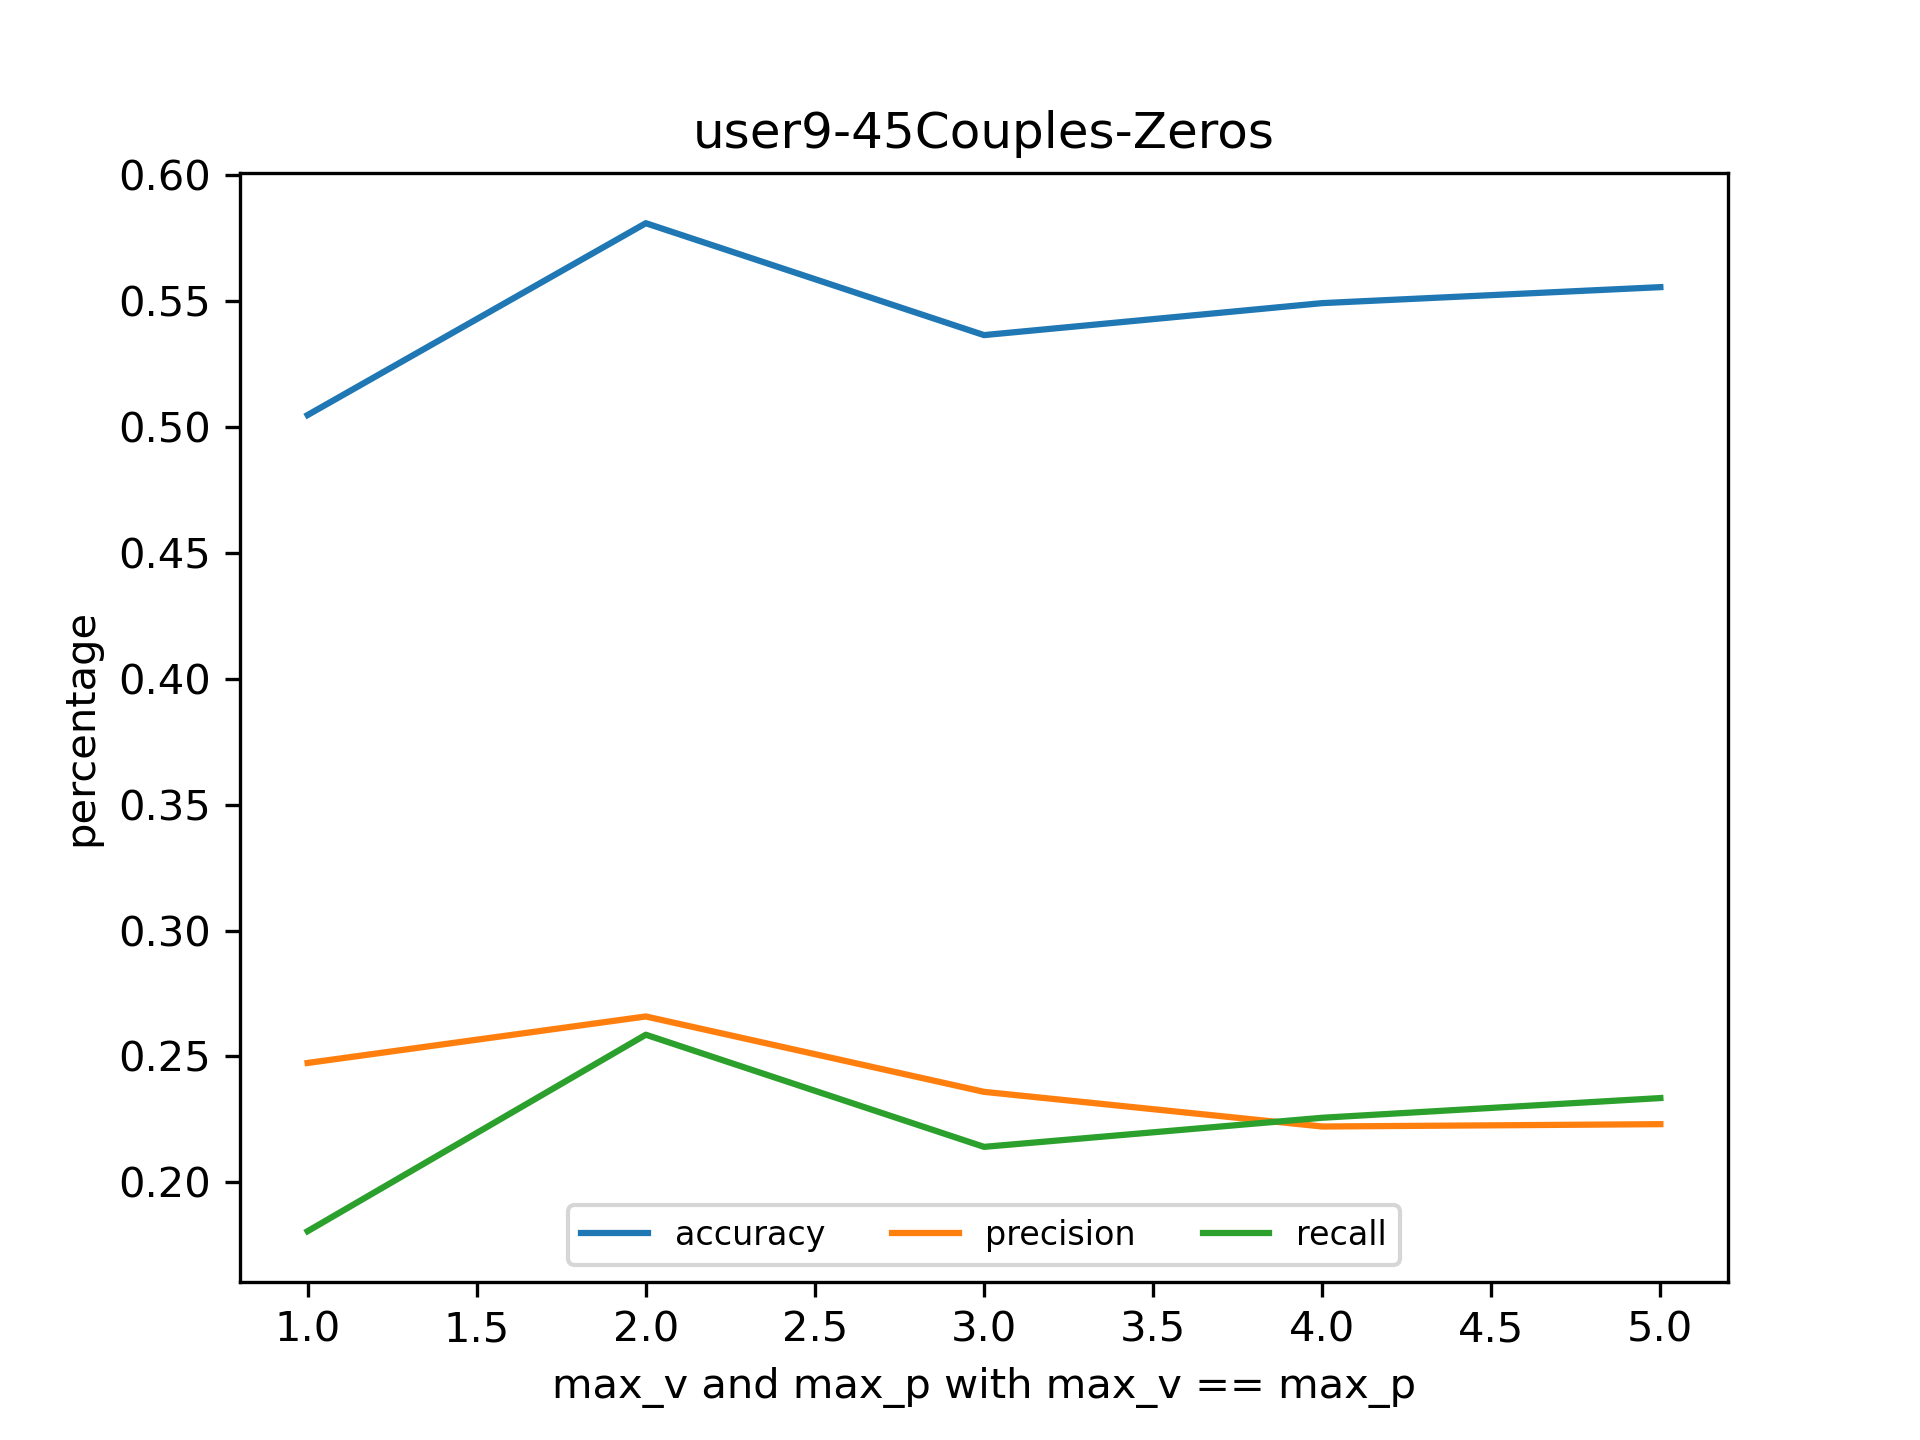 user9-45Couples-Zeros
0.60
0.55
0.50
0.45
0.40
0.35
0.30
0.25
0.20
percentage
accuracy precision recall
1.0 1.5 2.0 2.5 3.0 3.5 4.0 4.5 5.0
max_v and max_p with max_v == max_p